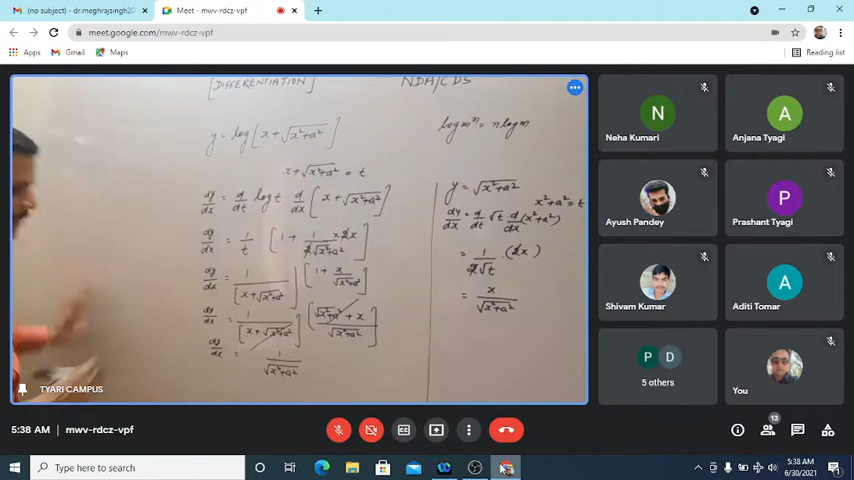 (no subject) - dr.meghrajsingh20
Meet - mwv-rdcz-vpf
meet.google.com/mwv-rdcz-vpf
Apps
Gmail
Maps
Reading list
[DIFFERENTIATION]
NDA/CDS
y = log[x + √x²+a²]
x + √x²+a² = t
dy/dx = d/dt log t d/dx [x + √x²+a²]
dy/dx = 1/t [1 + 1/2√x²+a² × 2x]
dy/dx = 1/[x+√x²+a²] [1 + x/√x²+a²]
dy/dx = 1/[x+√x²+a²] [√x²+a² + x/√x²+a²]
dy/dx = 1/√x²+a²
log mⁿ = n log m
y = √x²+a²
x²+a² = t
dy/dx = d/dt √t d/dx (x²+a²)
= 1/2√t · (2x)
= x/√x²+a²
TYARI CAMPUS
N
Neha Kumari
A
Anjana Tyagi
Ayush Pandey
P
Prashant Tyagi
Shivam Kumar
Aditi Tomar
P D
5 others
You
5:38 AM | mwv-rdcz-vpf
13
Type here to search
5:38 AM
6/30/2021